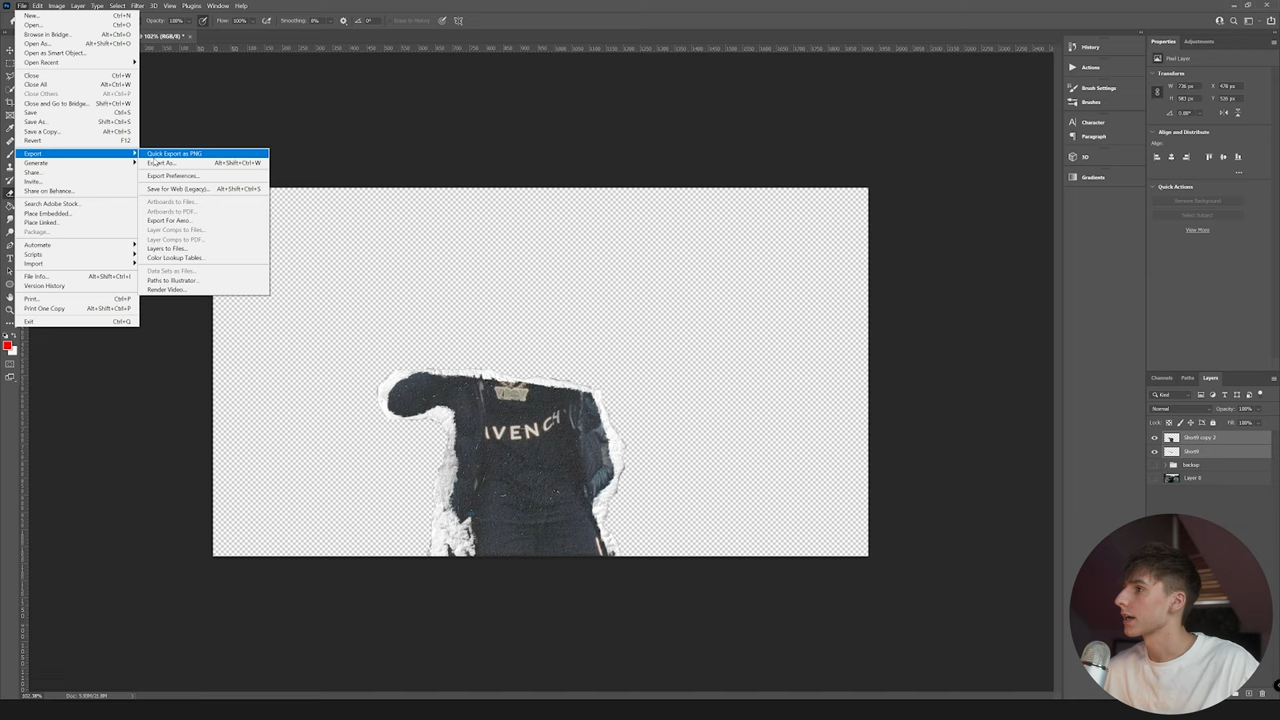 File Edit Image Layer Type Select Filter 3D View Plugins Window Help
Opacity: 100% Flow: 100% Smoothing: 8% 0°
102% (RGB/8) *
New... Ctrl+N
Open... Ctrl+O
Browse in Bridge... Alt+Ctrl+O
Open As... Alt+Shift+Ctrl+O
Open as Smart Object...
Open Recent
Close Ctrl+W
Close All Alt+Ctrl+W
Close Others Alt+Ctrl+P
Close and Go to Bridge... Shift+Ctrl+W
Save Ctrl+S
Save As... Shift+Ctrl+S
Save a Copy... Alt+Ctrl+S
Revert F12
Export
Generate
Share...
Invite...
Share on Behance...
Search Adobe Stock...
Place Embedded...
Place Linked...
Package...
Automate
Scripts
Import
File Info... Alt+Shift+Ctrl+I
Version History
Print... Ctrl+P
Print One Copy Alt+Shift+Ctrl+P
Exit Ctrl+Q
Quick Export as PNG
Export As... Alt+Shift+Ctrl+W
Export Preferences...
Save for Web (Legacy)... Alt+Shift+Ctrl+S
Artboards to Files...
Artboards to PDF...
Export For Aero...
Layer Comps to Files...
Layer Comps to PDF...
Layers to Files...
Color Lookup Tables...
Data Sets as Files...
Paths to Illustrator...
Render Video...
IVENCH
History
Actions
Brush Settings
Brushes
Character
Paragraph
3D
Gradients
Properties Adjustments
Pixel Layer
Transform
W 736 px X 476 px
H 583 px Y 526 px
0.00°
Align and Distribute
Align:
Quick Actions
Remove Background
Select Subject
View More
Channels Paths Layers
Kind
Normal Opacity: 100%
Lock: Fill: 100%
Short9 copy 2
Short9
backup
Layer 0